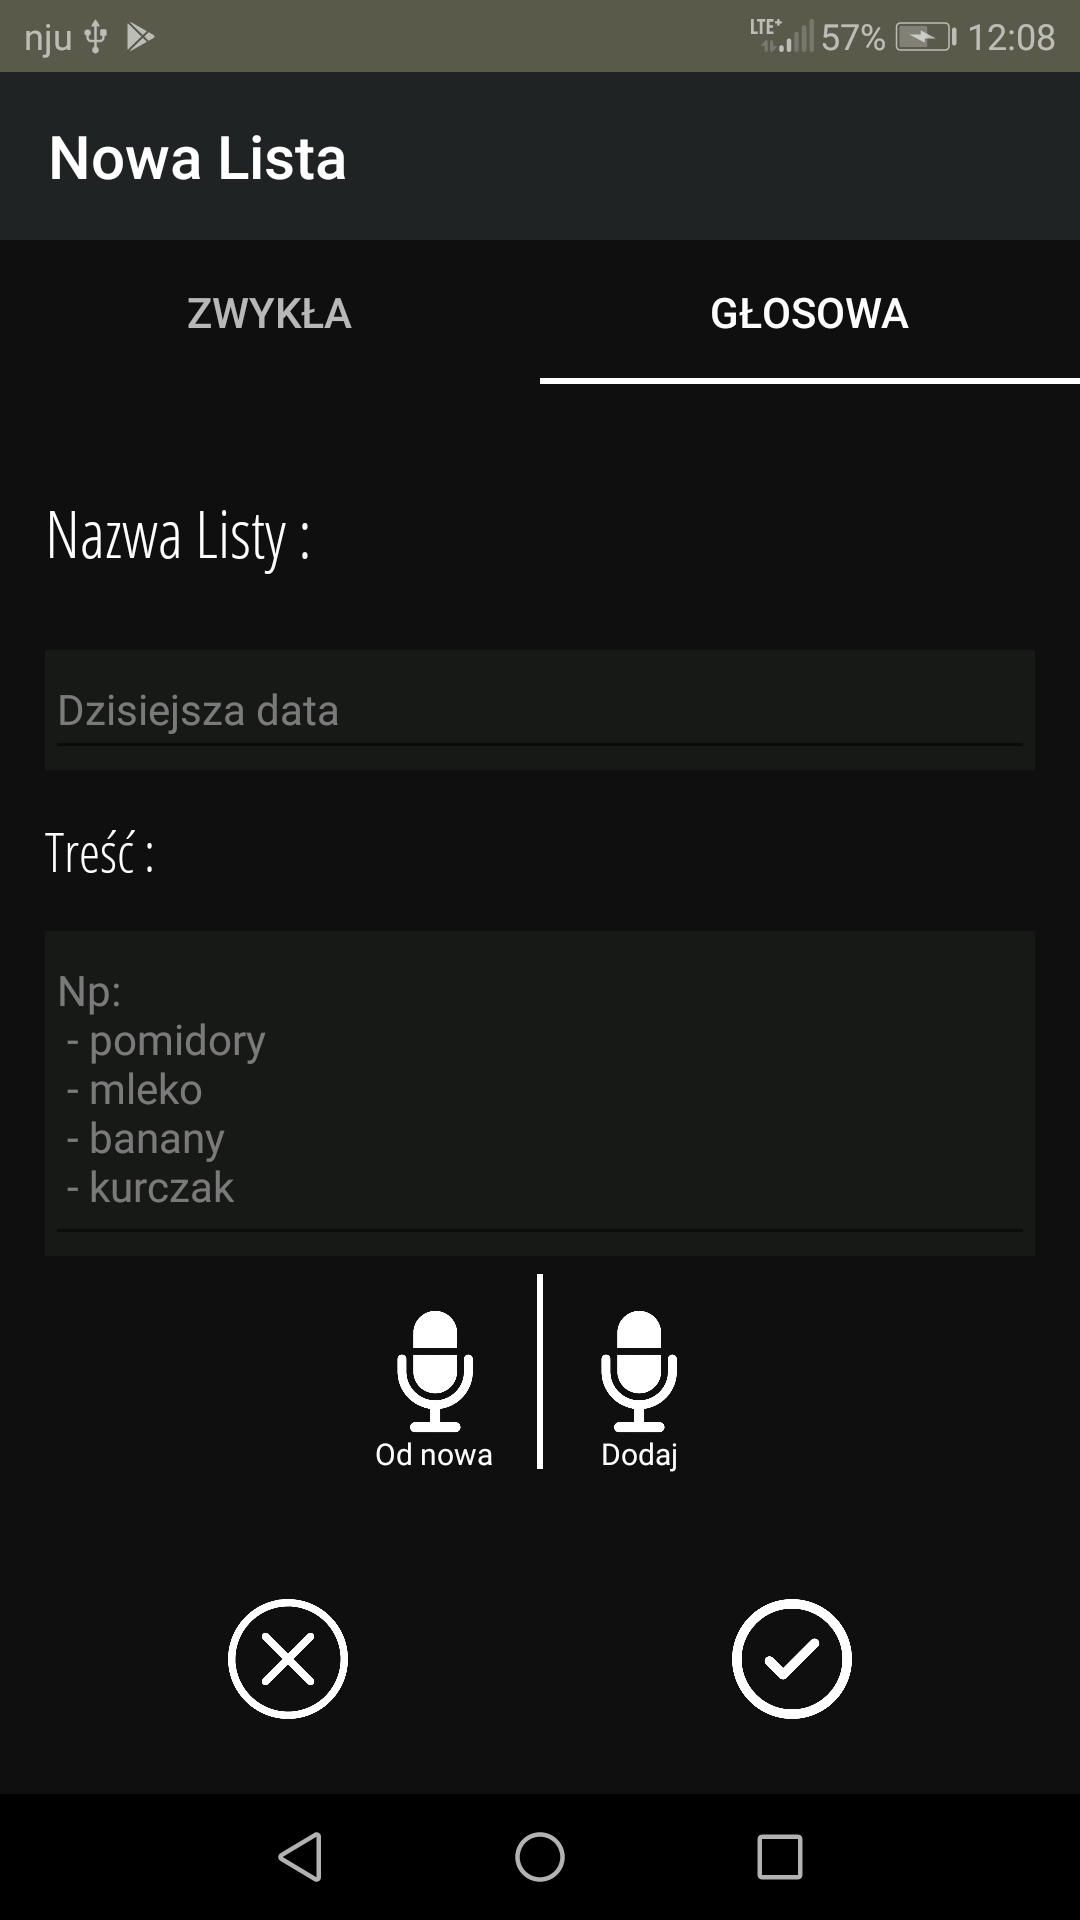 nju LTE+ 57% 12:08
Nowa Lista
ZWYKŁA GŁOSOWA
Nazwa Listy :
Dzisiejsza data
Treść :
Np:
- pomidory
- mleko
- banany
- kurczak
Od nowa Dodaj